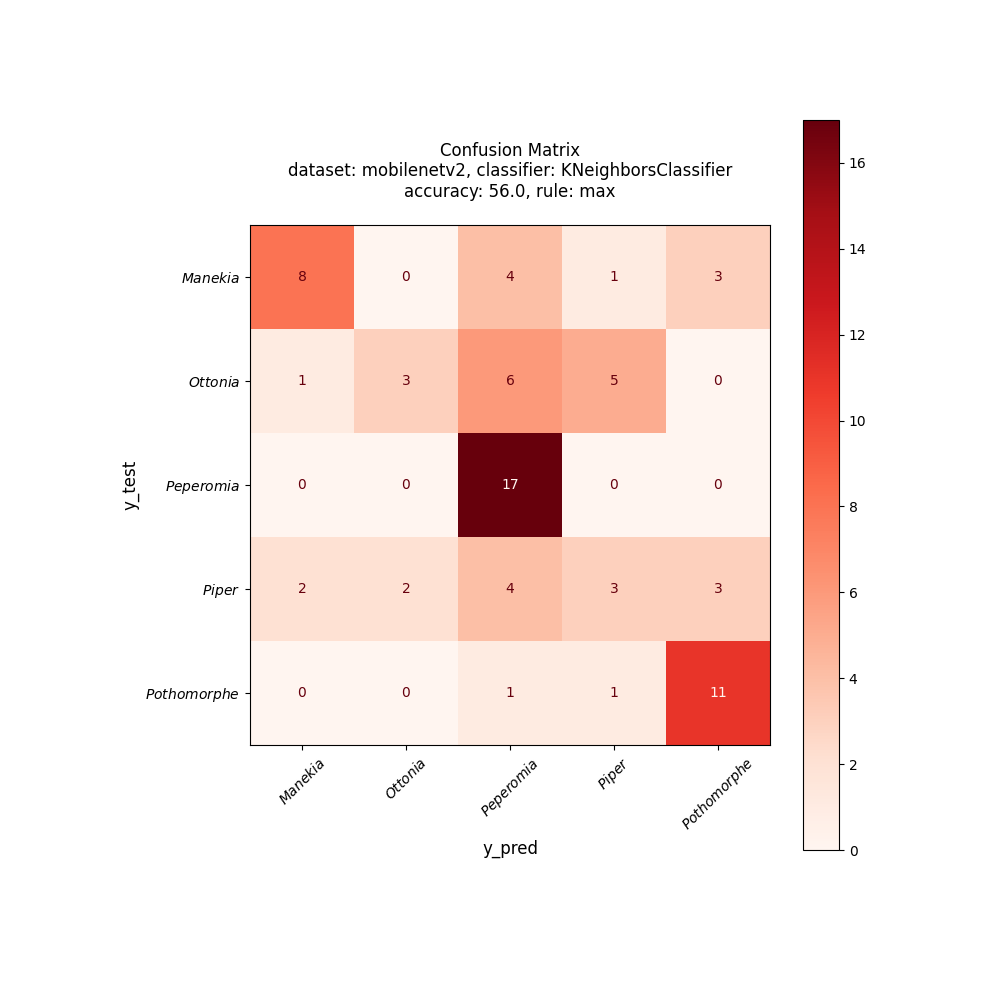 Confusion Matrix
dataset: mobilenetv2, classifier: KNeighborsClassifier
accuracy: 56.0, rule: max
Manekia 8 0 4 1 3
Ottonia 1 3 6 5 0
Peperomia 0 0 17 0 0
Piper 2 2 4 3 3
Pothomorphe 0 0 1 1 11
Manekia Ottonia Peperomia Piper Pothomorphe
y_pred
y_test
16
14
12
10
8
6
4
2
0